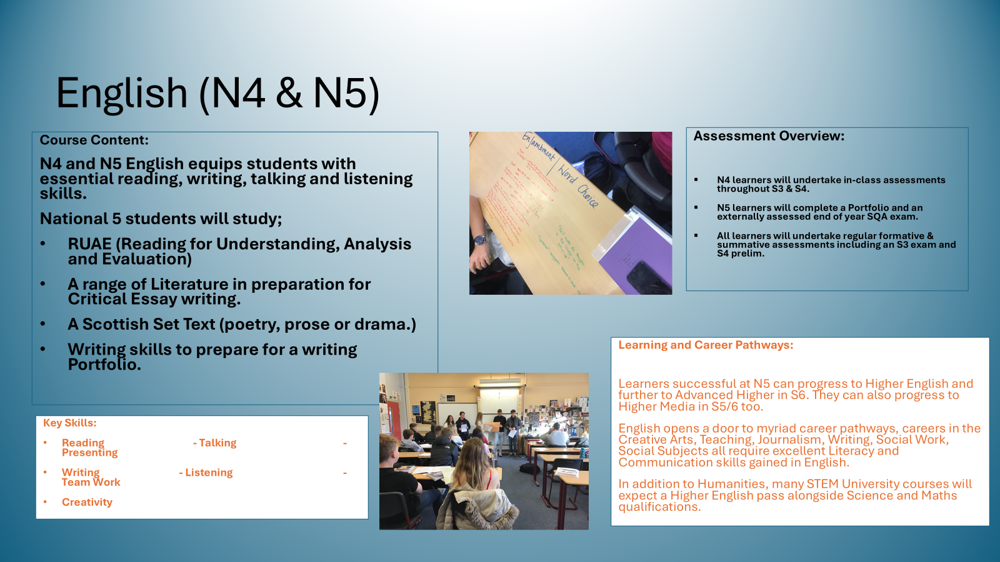 English (N4 & N5)
Course Content:
N4 and N5 English equips students with
essential reading, writing, talking and listening
skills.
National 5 students will study;
• RUAE (Reading for Understanding, Analysis
and Evaluation)
• A range of Literature in preparation for
Critical Essay writing.
• A Scottish Set Text (poetry, prose or drama.)
• Writing skills to prepare for a writing
Portfolio.
Key Skills:
• Reading - Talking -
Presenting
• Writing - Listening -
Team Work
• Creativity
Enjambment
Word Choice
Assessment Overview:
▪ N4 learners will undertake in-class assessments
throughout S3 & S4.
▪ N5 learners will complete a Portfolio and an
externally assessed end of year SQA exam.
▪ All learners will undertake regular formative &
summative assessments including an S3 exam and
S4 prelim.
Learning and Career Pathways:
Learners successful at N5 can progress to Higher English and
further to Advanced Higher in S6. They can also progress to
Higher Media in S5/6 too.
English opens a door to myriad career pathways, careers in the
Creative Arts, Teaching, Journalism, Writing, Social Work,
Social Subjects all require excellent Literacy and
Communication skills gained in English.
In addition to Humanities, many STEM University courses will
expect a Higher English pass alongside Science and Maths
qualifications.